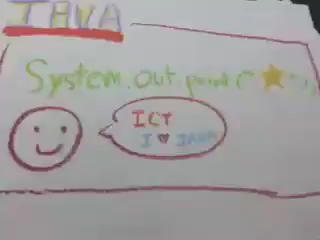 JAVA
System.out.print("⭐");
ICT
I ♥ JAVA